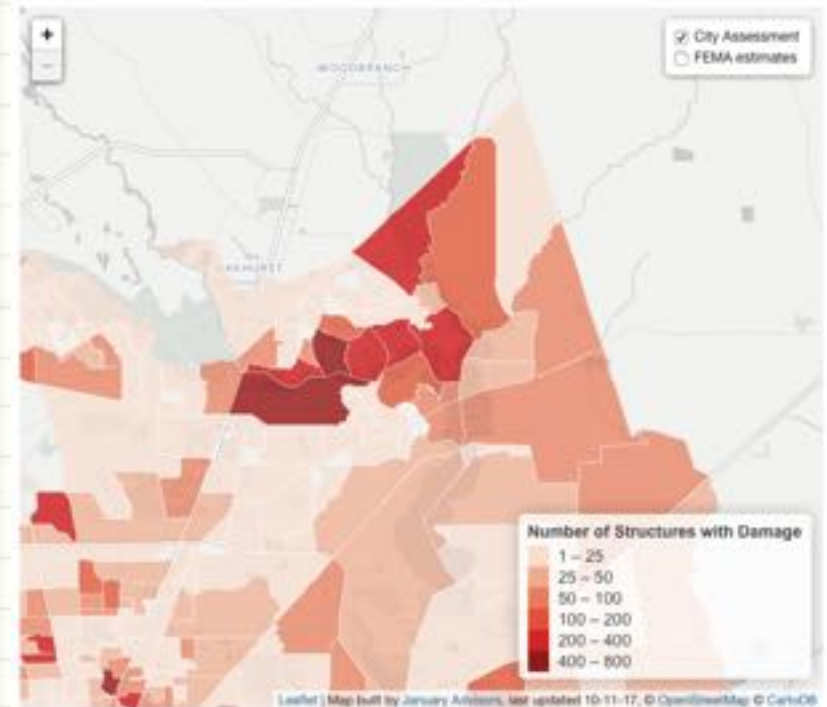 +
−
City Assessment
FEMA estimates
WOODBRANCH
Number of Structures with Damage
1 – 25
25 – 50
50 – 100
100 – 200
200 – 400
400 – 800
Leaflet | Map built by January Advisors, last updated 10-11-17, © OpenStreetMap © CartoDB